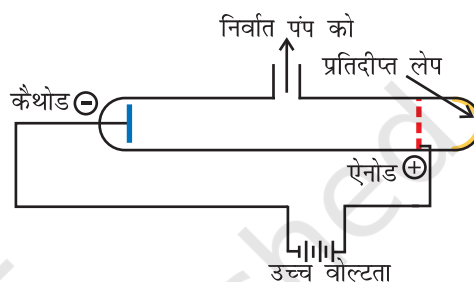 निर्वात पंप को
प्रतिदीप्त लेप
कैथोड −
ऐनोड +
उच्च वोल्टता